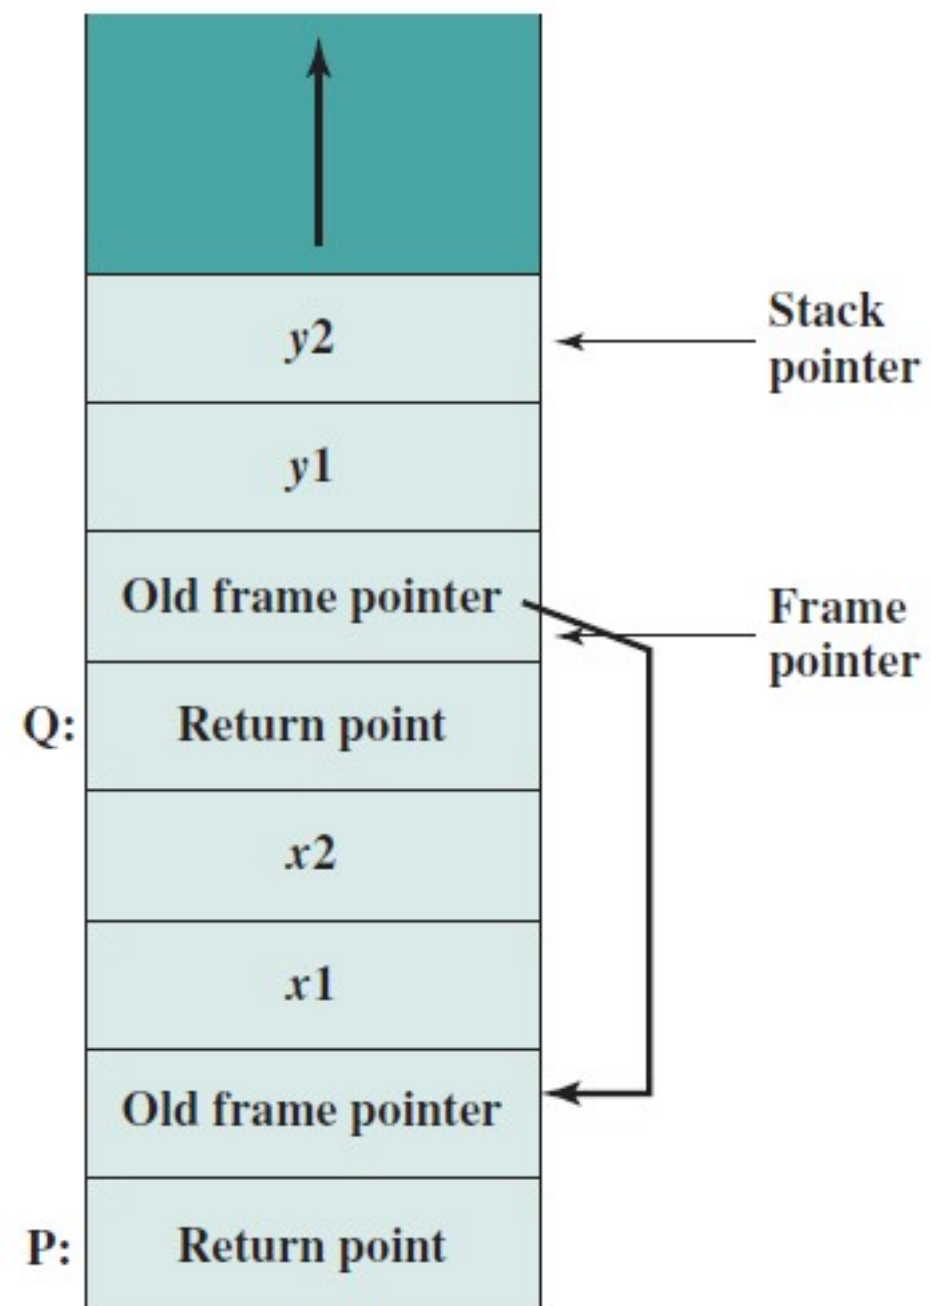 y2
Stack
pointer
y1
Old frame pointer
Frame
pointer
Q:
Return point
x2
x1
Old frame pointer
P:
Return point